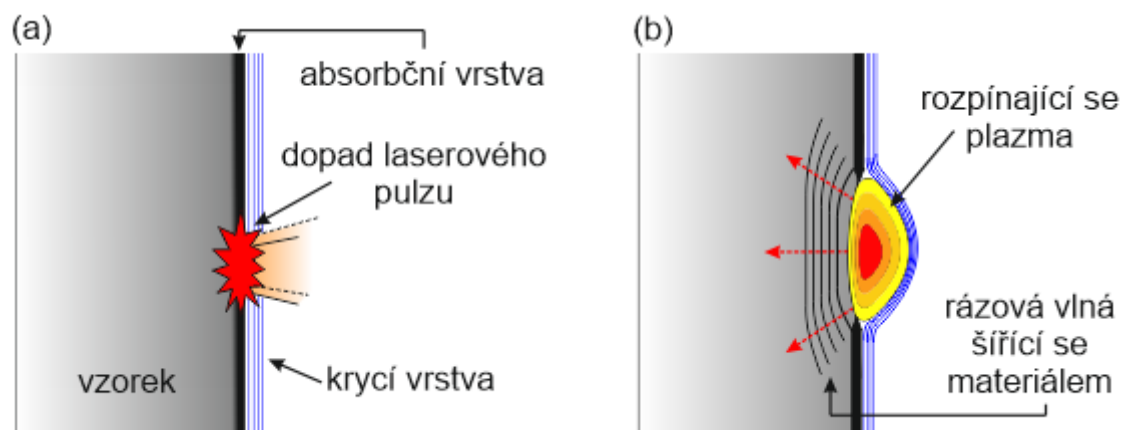 (a)
absorbční vrstva
dopad laserového
pulzu
vzorek
krycí vrstva
(b)
rozpínající se
plazma
rázová vlná
šířící se
materiálem